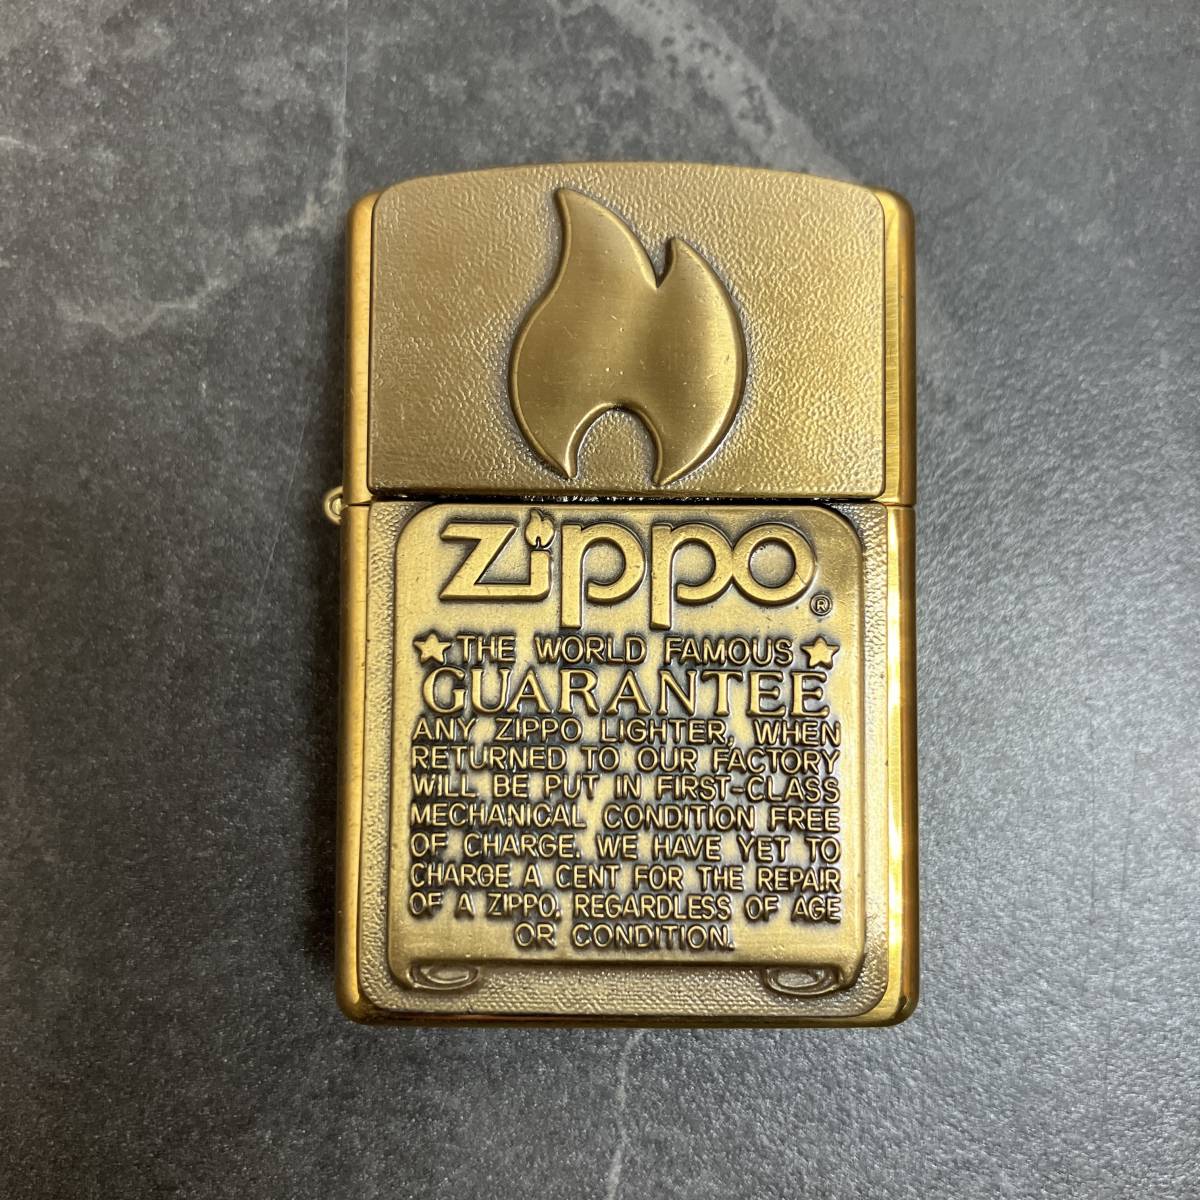 Zippo®
THE WORLD FAMOUS
GUARANTEE
ANY ZIPPO LIGHTER, WHEN
RETURNED TO OUR FACTORY
WILL BE PUT IN FIRST-CLASS
MECHANICAL CONDITION FREE
OF CHARGE. WE HAVE YET TO
CHARGE A CENT FOR THE REPAIR
OF A ZIPPO. REGARDLESS OF AGE
OR CONDITION.